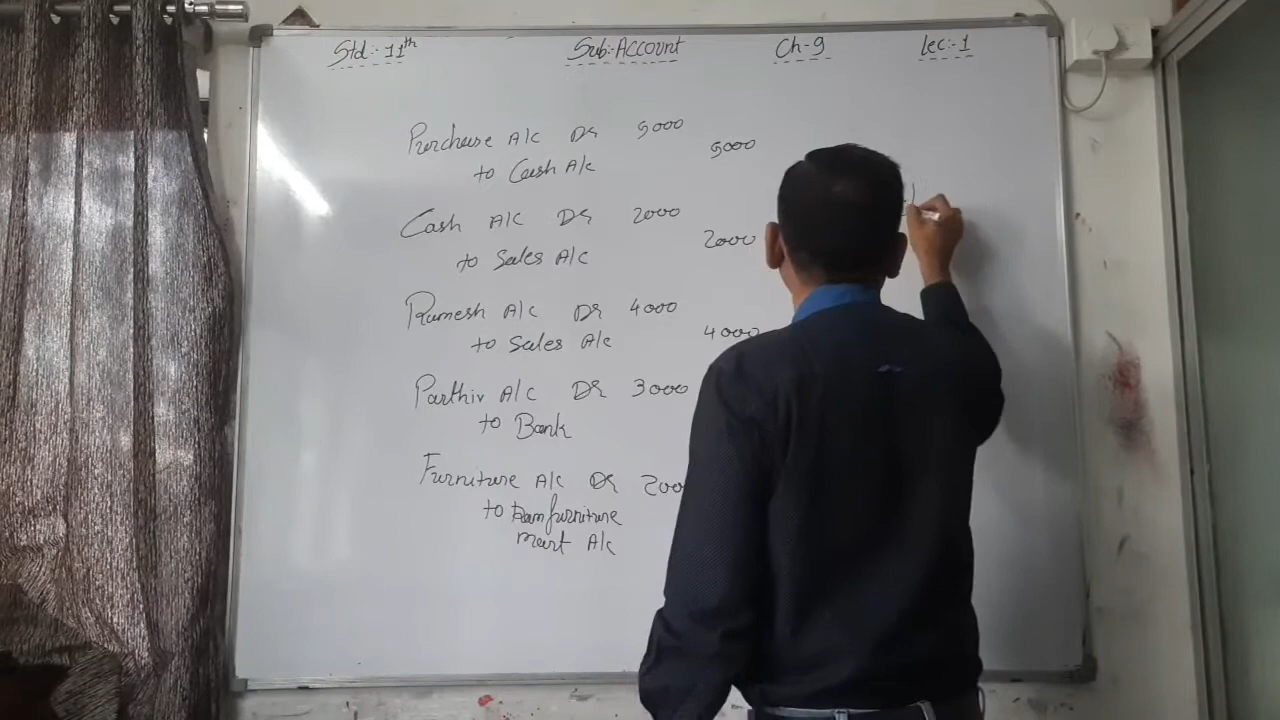 Std:- 11th Sub:- Account Ch-9 Lec:-1
Purchase A/c Dr 5000
to Cash A/c 5000
Cash A/c Dr 2000
to Sales A/c 2000
Ramesh A/c Dr 4000
to Sales A/c 4000
Parthiv A/c Dr 3000
to Bank
Furniture A/c Dr 200
to Ram furniture
mart A/c